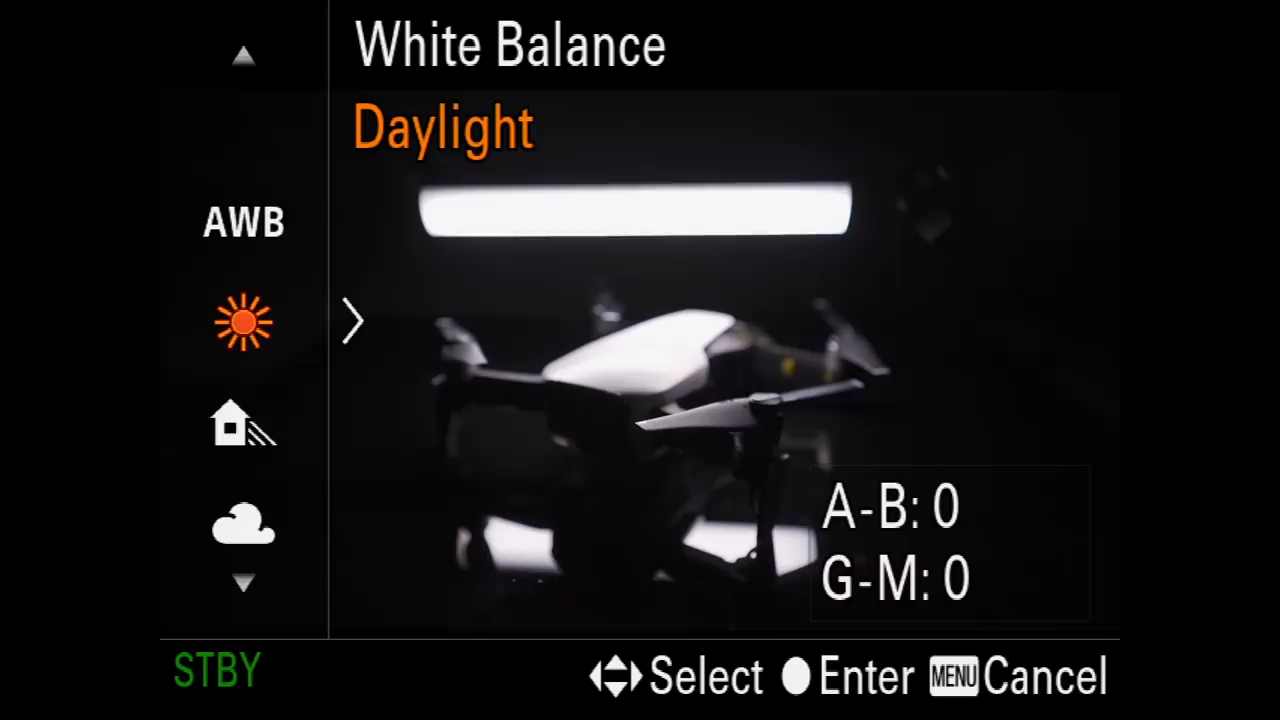 White Balance
Daylight
AWB
A-B: 0
G-M: 0
STBY
Select Enter MENU Cancel